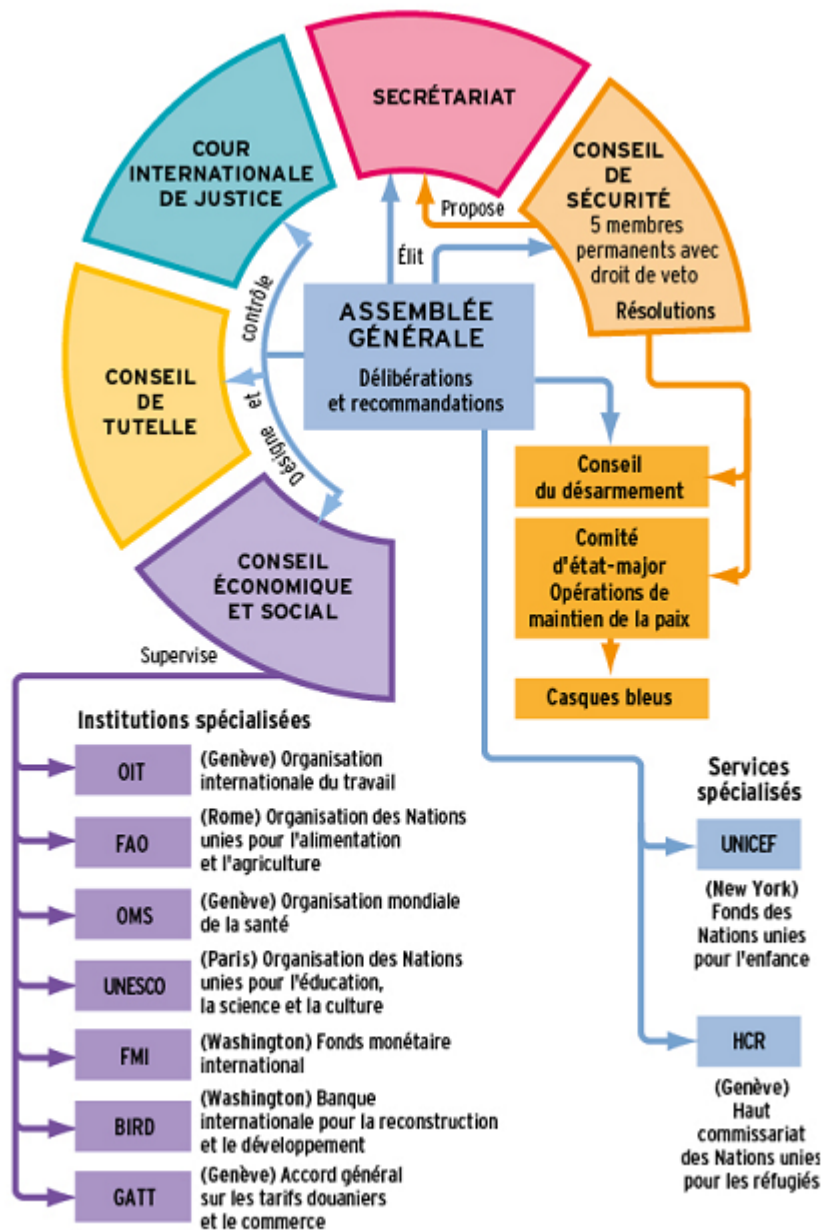 SECRÉTARIAT
COUR
INTERNATIONALE
DE JUSTICE
CONSEIL
DE
SÉCURITÉ
5 membres
permanents avec
droit de veto
Résolutions
Propose
Élit
contrôle
et
Désigne
ASSEMBLÉE
GÉNÉRALE
Délibérations
et recommandations
CONSEIL
DE
TUTELLE
CONSEIL
ÉCONOMIQUE
ET SOCIAL
Supervise
Conseil
du désarmement
Comité
d'état-major
Opérations de
maintien de la paix
Casques bleus
Institutions spécialisées
OIT
(Genève) Organisation
internationale du travail
FAO
(Rome) Organisation des Nations
unies pour l'alimentation
et l'agriculture
OMS
(Genève) Organisation mondiale
de la santé
UNESCO
(Paris) Organisation des Nations
unies pour l'éducation,
la science et la culture
FMI
(Washington) Fonds monétaire
international
BIRD
(Washington) Banque
internationale pour la reconstruction
et le développement
GATT
(Genève) Accord général
sur les tarifs douaniers
et le commerce
Services
spécialisés
UNICEF
(New York)
Fonds des
Nations unies
pour l'enfance
HCR
(Genève)
Haut
commissariat
des Nations unies
pour les réfugiés